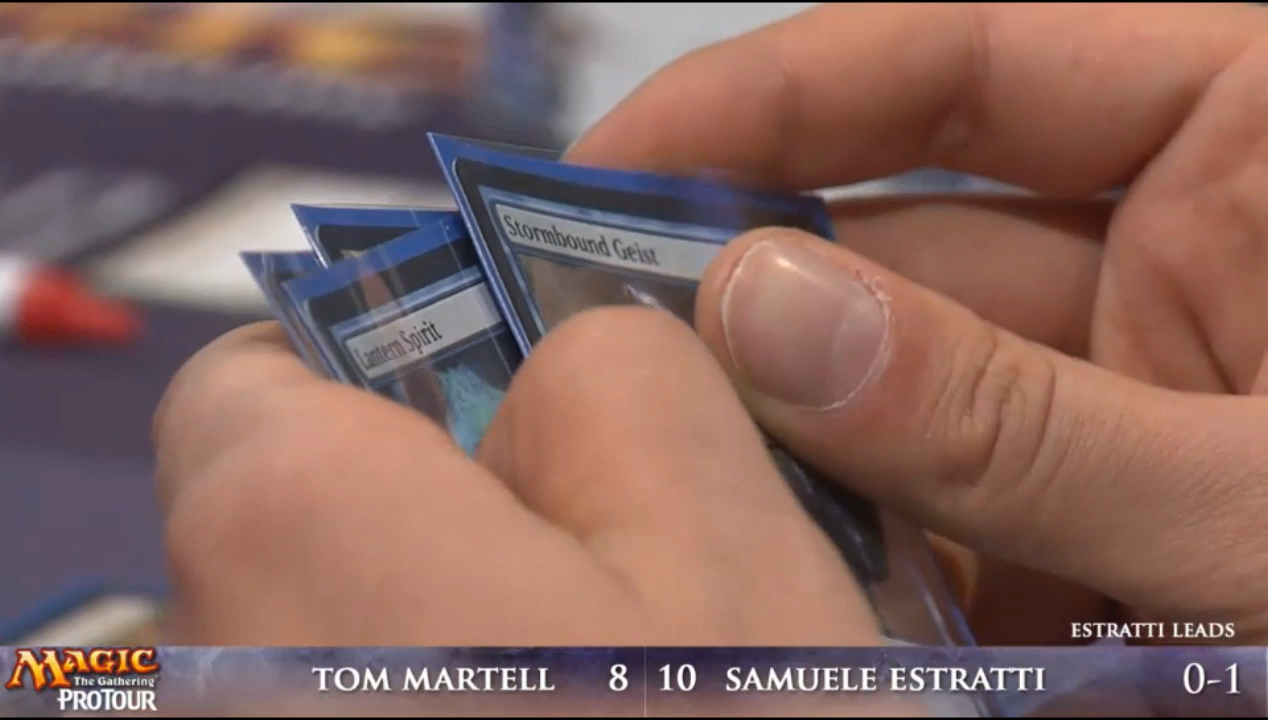 Stormbound Geist
Lantern Spirit
ESTRATTI LEADS
MAGIC
The Gathering
PROTOUR
TOM MARTELL 8 10 SAMUELE ESTRATTI 0-1